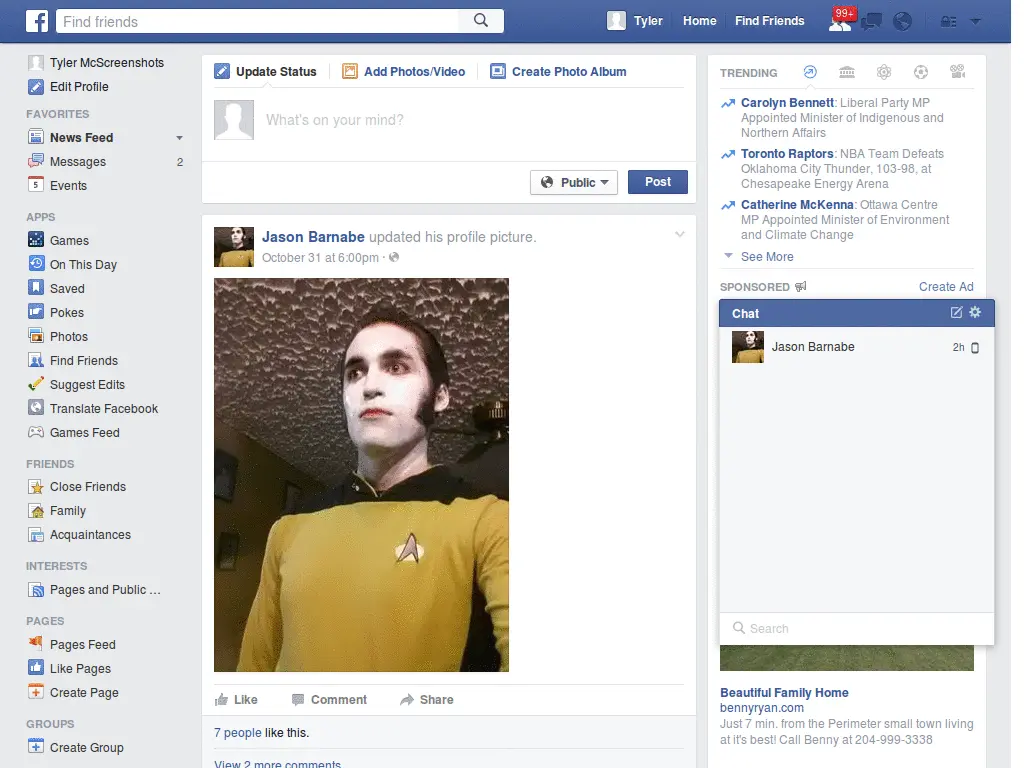 f
Find friends
Tyler
Home
Find Friends
99+
Tyler McScreenshots
Edit Profile
FAVORITES
News Feed
Messages 2
5 Events
APPS
Games
On This Day
Saved
Pokes
Photos
Find Friends
Suggest Edits
Translate Facebook
Games Feed
FRIENDS
Close Friends
Family
Acquaintances
INTERESTS
Pages and Public ...
PAGES
Pages Feed
Like Pages
Create Page
GROUPS
Create Group
Update Status
Add Photos/Video
Create Photo Album
What's on your mind?
Public
Post
Jason Barnabe updated his profile picture.
October 31 at 6:00pm ·
Like
Comment
Share
7 people like this.
View 2 more comments
TRENDING
Carolyn Bennett: Liberal Party MP
Appointed Minister of Indigenous and
Northern Affairs
Toronto Raptors: NBA Team Defeats
Oklahoma City Thunder, 103-98, at
Chesapeake Energy Arena
Catherine McKenna: Ottawa Centre
MP Appointed Minister of Environment
and Climate Change
See More
SPONSORED
Create Ad
Chat
Jason Barnabe 2h
Search
Beautiful Family Home
bennyryan.com
Just 7 min. from the Perimeter small town living
at it's best! Call Benny at 204-999-3338